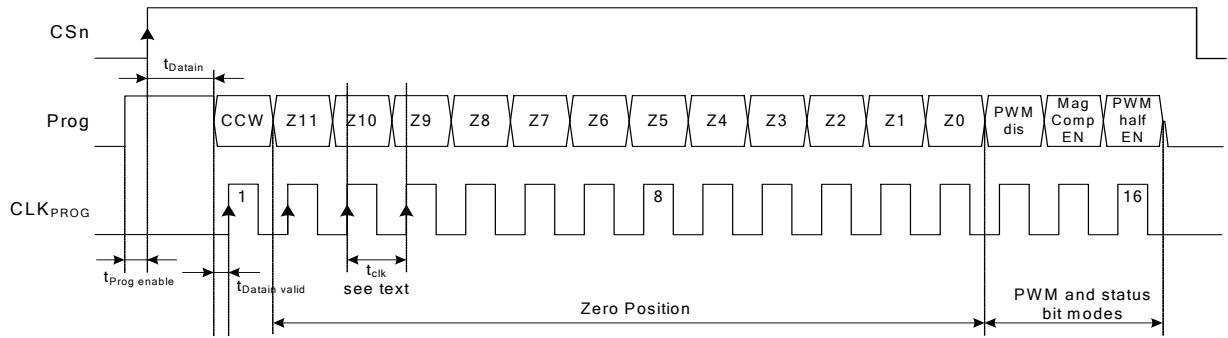 CSn
tDatain
Prog
CCW Z11 Z10 Z9 Z8 Z7 Z6 Z5 Z4 Z3 Z2 Z1 Z0 PWM dis Mag Comp EN PWM half EN
CLKPROG
1 8 16
tProg enable
tDatain valid
tclk
see text
Zero Position
PWM and status
bit modes